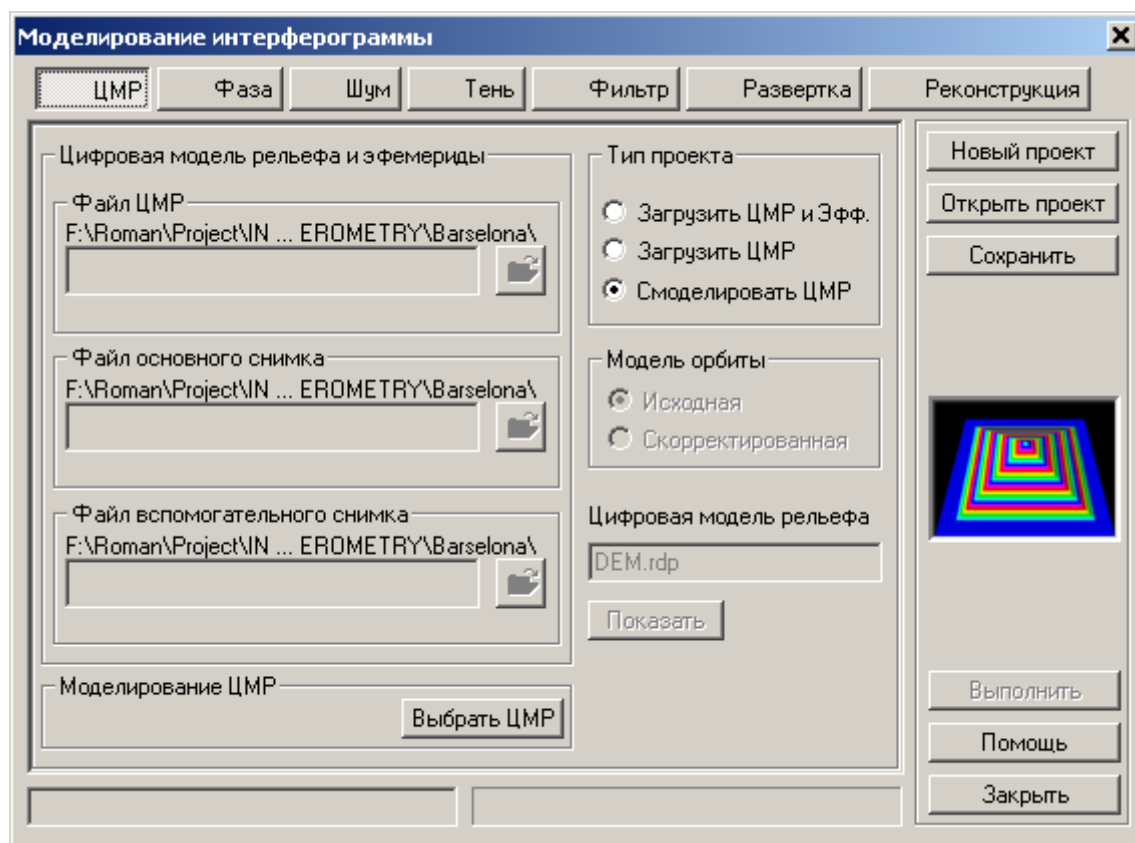 Моделирование интерферограммы
ЦМР
Фаза
Шум
Тень
Фильтр
Развертка
Реконструкция
Цифровая модель рельефа и эфемериды
Файл ЦМР
F:\Roman\Project\IN ... EROMETRY\Barselona\
Файл основного снимка
F:\Roman\Project\IN ... EROMETRY\Barselona\
Файл вспомогательного снимка
F:\Roman\Project\IN ... EROMETRY\Barselona\
Моделирование ЦМР
Выбрать ЦМР
Тип проекта
Загрузить ЦМР и Эфф.
Загрузить ЦМР
Смоделировать ЦМР
Модель орбиты
Исходная
Скорректированная
Цифровая модель рельефа
DEM.rdp
Показать
Новый проект
Открыть проект
Сохранить
Выполнить
Помощь
Закрыть